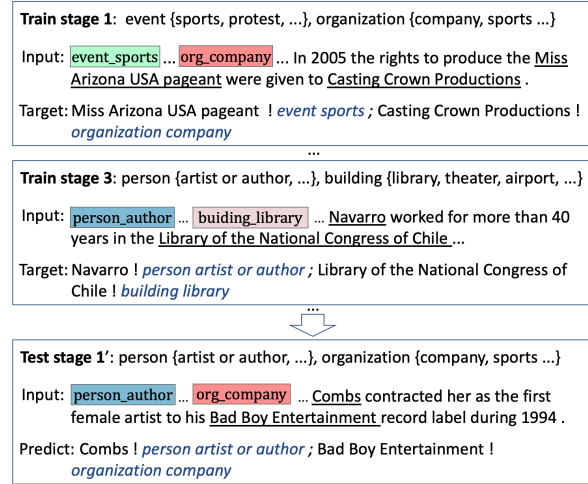 Train stage 1: event {sports, protest, ...}, organization {company, sports ...}
Input: event_sports ... org_company ... In 2005 the rights to produce the Miss
Arizona USA pageant were given to Casting Crown Productions .
Target: Miss Arizona USA pageant ! event sports ; Casting Crown Productions !
organization company
...
Train stage 3: person {artist or author, ...}, building {library, theater, airport, ...}
Input: person_author ... buiding_library ... Navarro worked for more than 40
years in the Library of the National Congress of Chile ...
Target: Navarro ! person artist or author ; Library of the National Congress of
Chile ! building library
...
Test stage 1': person {artist or author, ...}, organization {company, sports ...}
Input: person_author ... org_company ... Combs contracted her as the first
female artist to his Bad Boy Entertainment record label during 1994 .
Predict: Combs ! person artist or author ; Bad Boy Entertainment !
organization company